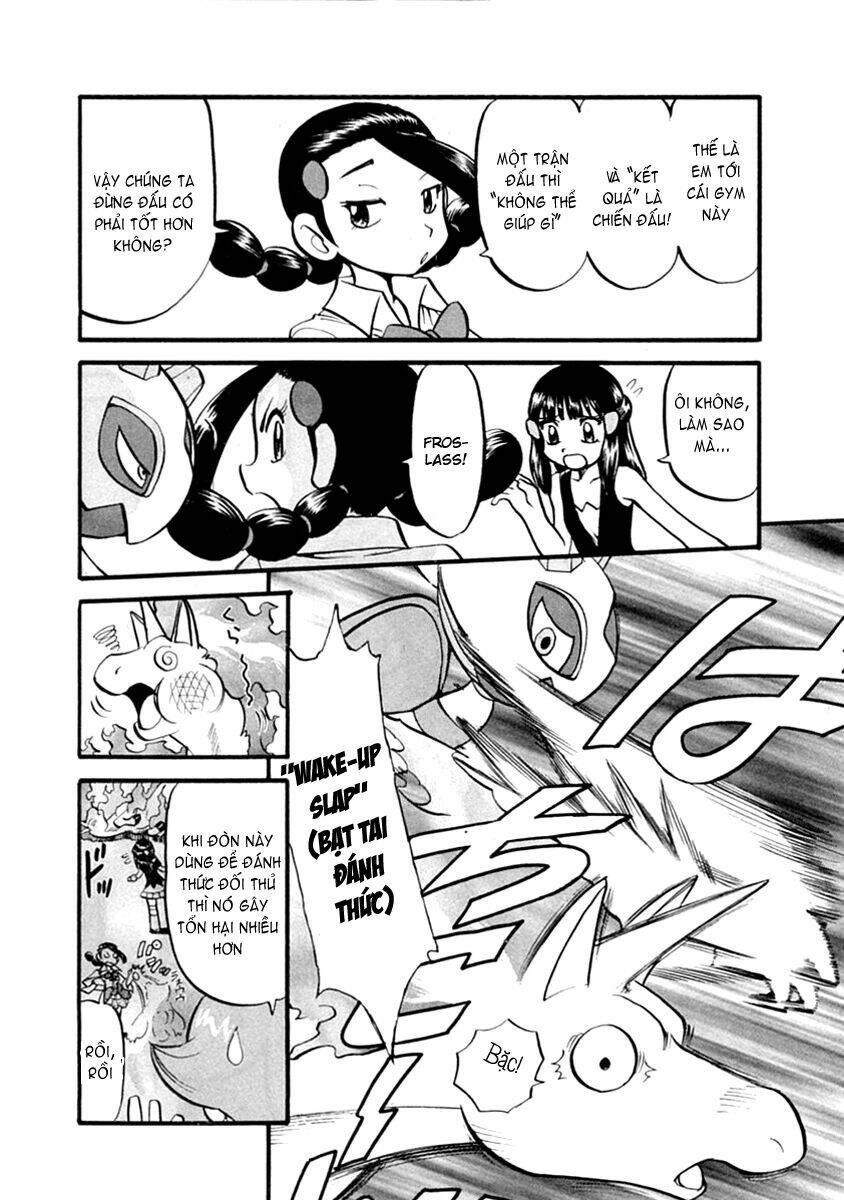 THẾ LÀ
EM TỚI
CÁI GYM
NÀY
VÀ "KẾT
QUẢ" LÀ
CHIẾN ĐẤU!
MỘT TRẬN
ĐẤU THÌ
"KHÔNG THỂ
GIÚP GÌ"
VẬY CHÚNG TA
ĐỪNG ĐẤU CÓ
PHẢI TỐT HƠN
KHÔNG?
ÔI KHÔNG,
LÀM SAO
MÀ...
FROS-
LASS!
"WAKE-UP
SLAP"
(BẠT TAI
ĐÁNH
THỨC)
BẶC!
KHI ĐÒN NÀY
DÙNG ĐỂ ĐÁNH
THỨC ĐỐI THỦ
THÌ NÓ GÂY
TỔN HẠI NHIỀU
HƠN
RỒI,
RỒI